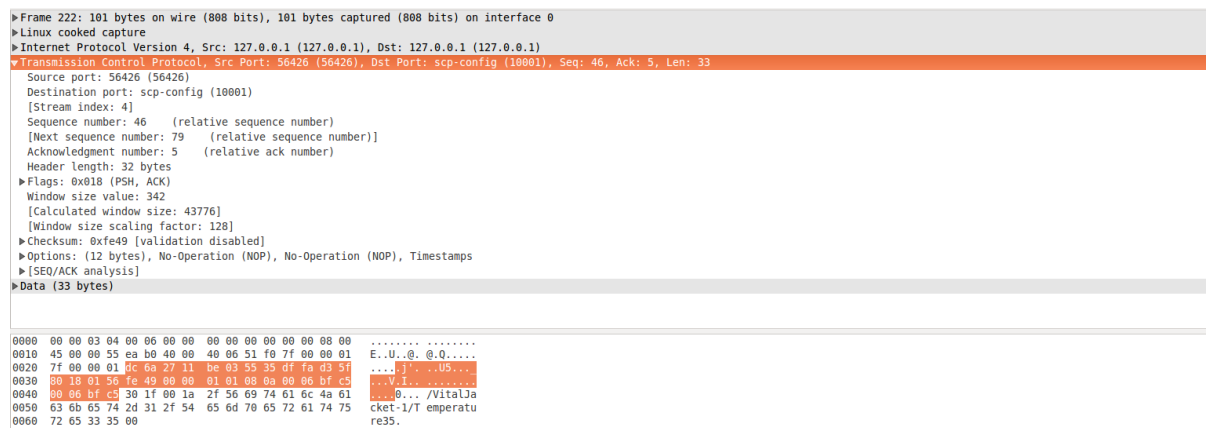 Frame 222: 101 bytes on wire (808 bits), 101 bytes captured (808 bits) on interface 0
Linux cooked capture
Internet Protocol Version 4, Src: 127.0.0.1 (127.0.0.1), Dst: 127.0.0.1 (127.0.0.1)
Transmission Control Protocol, Src Port: 56426 (56426), Dst Port: scp-config (10001), Seq: 46, Ack: 5, Len: 33
Source port: 56426 (56426)
Destination port: scp-config (10001)
[Stream index: 4]
Sequence number: 46    (relative sequence number)
[Next sequence number: 79    (relative sequence number)]
Acknowledgment number: 5    (relative ack number)
Header length: 32 bytes
Flags: 0x018 (PSH, ACK)
Window size value: 342
[Calculated window size: 43776]
[Window size scaling factor: 128]
Checksum: 0xfe49 [validation disabled]
Options: (12 bytes), No-Operation (NOP), No-Operation (NOP), Timestamps
[SEQ/ACK analysis]
Data (33 bytes)
0000  00 00 03 04 00 06 00 00  00 00 00 00 00 00 08 00   ........ ........
0010  45 00 00 55 ea b0 40 00  40 06 51 f0 7f 00 00 01   E..U..@. @.Q.....
0020  7f 00 00 01 dc 6a 27 11  be 03 55 35 df fa d3 5f   .....j'. ..U5..._
0030  80 18 01 56 fe 49 00 00  01 01 08 0a 00 06 bf c5   ...V.I.. ........
0040  00 06 bf c5 30 1f 00 1a  2f 56 69 74 61 6c 4a 61   ....0... /VitalJa
0050  63 6b 65 74 2d 31 2f 54  65 6d 70 65 72 61 74 75   cket-1/T emperatu
0060  72 65 33 35 00                                     re35.